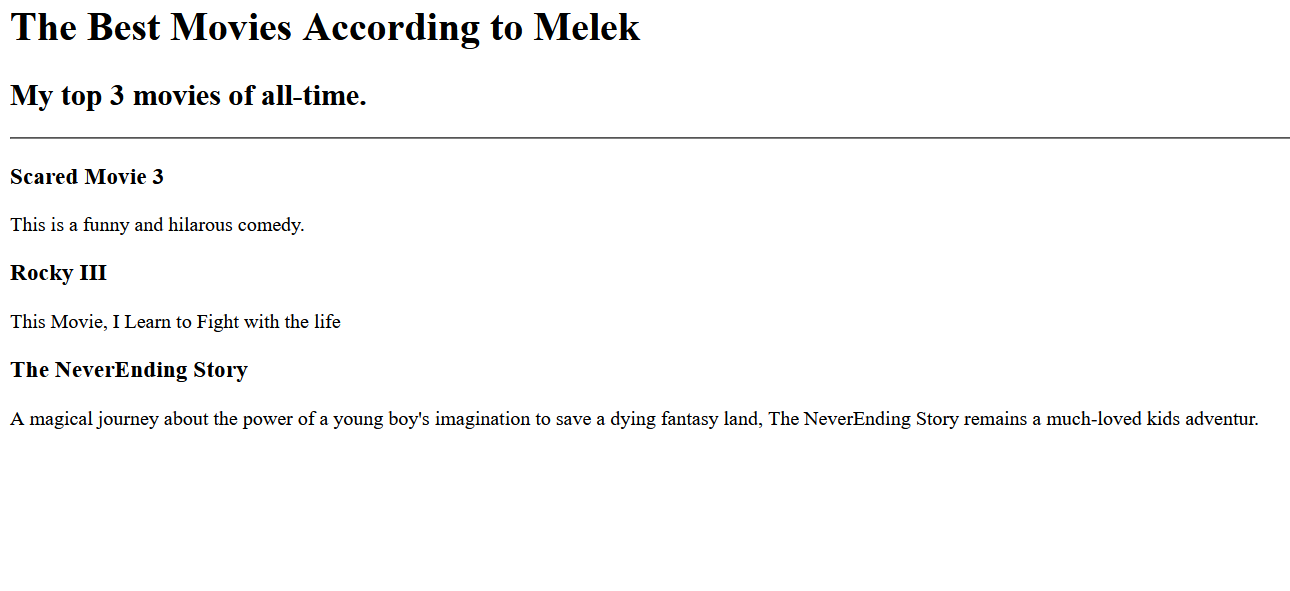 The Best Movies According to Melek
My top 3 movies of all-time.
Scared Movie 3
This is a funny and hilarous comedy.
Rocky III
This Movie, I Learn to Fight with the life
The NeverEnding Story
A magical journey about the power of a young boy's imagination to save a dying fantasy land, The NeverEnding Story remains a much-loved kids adventur.